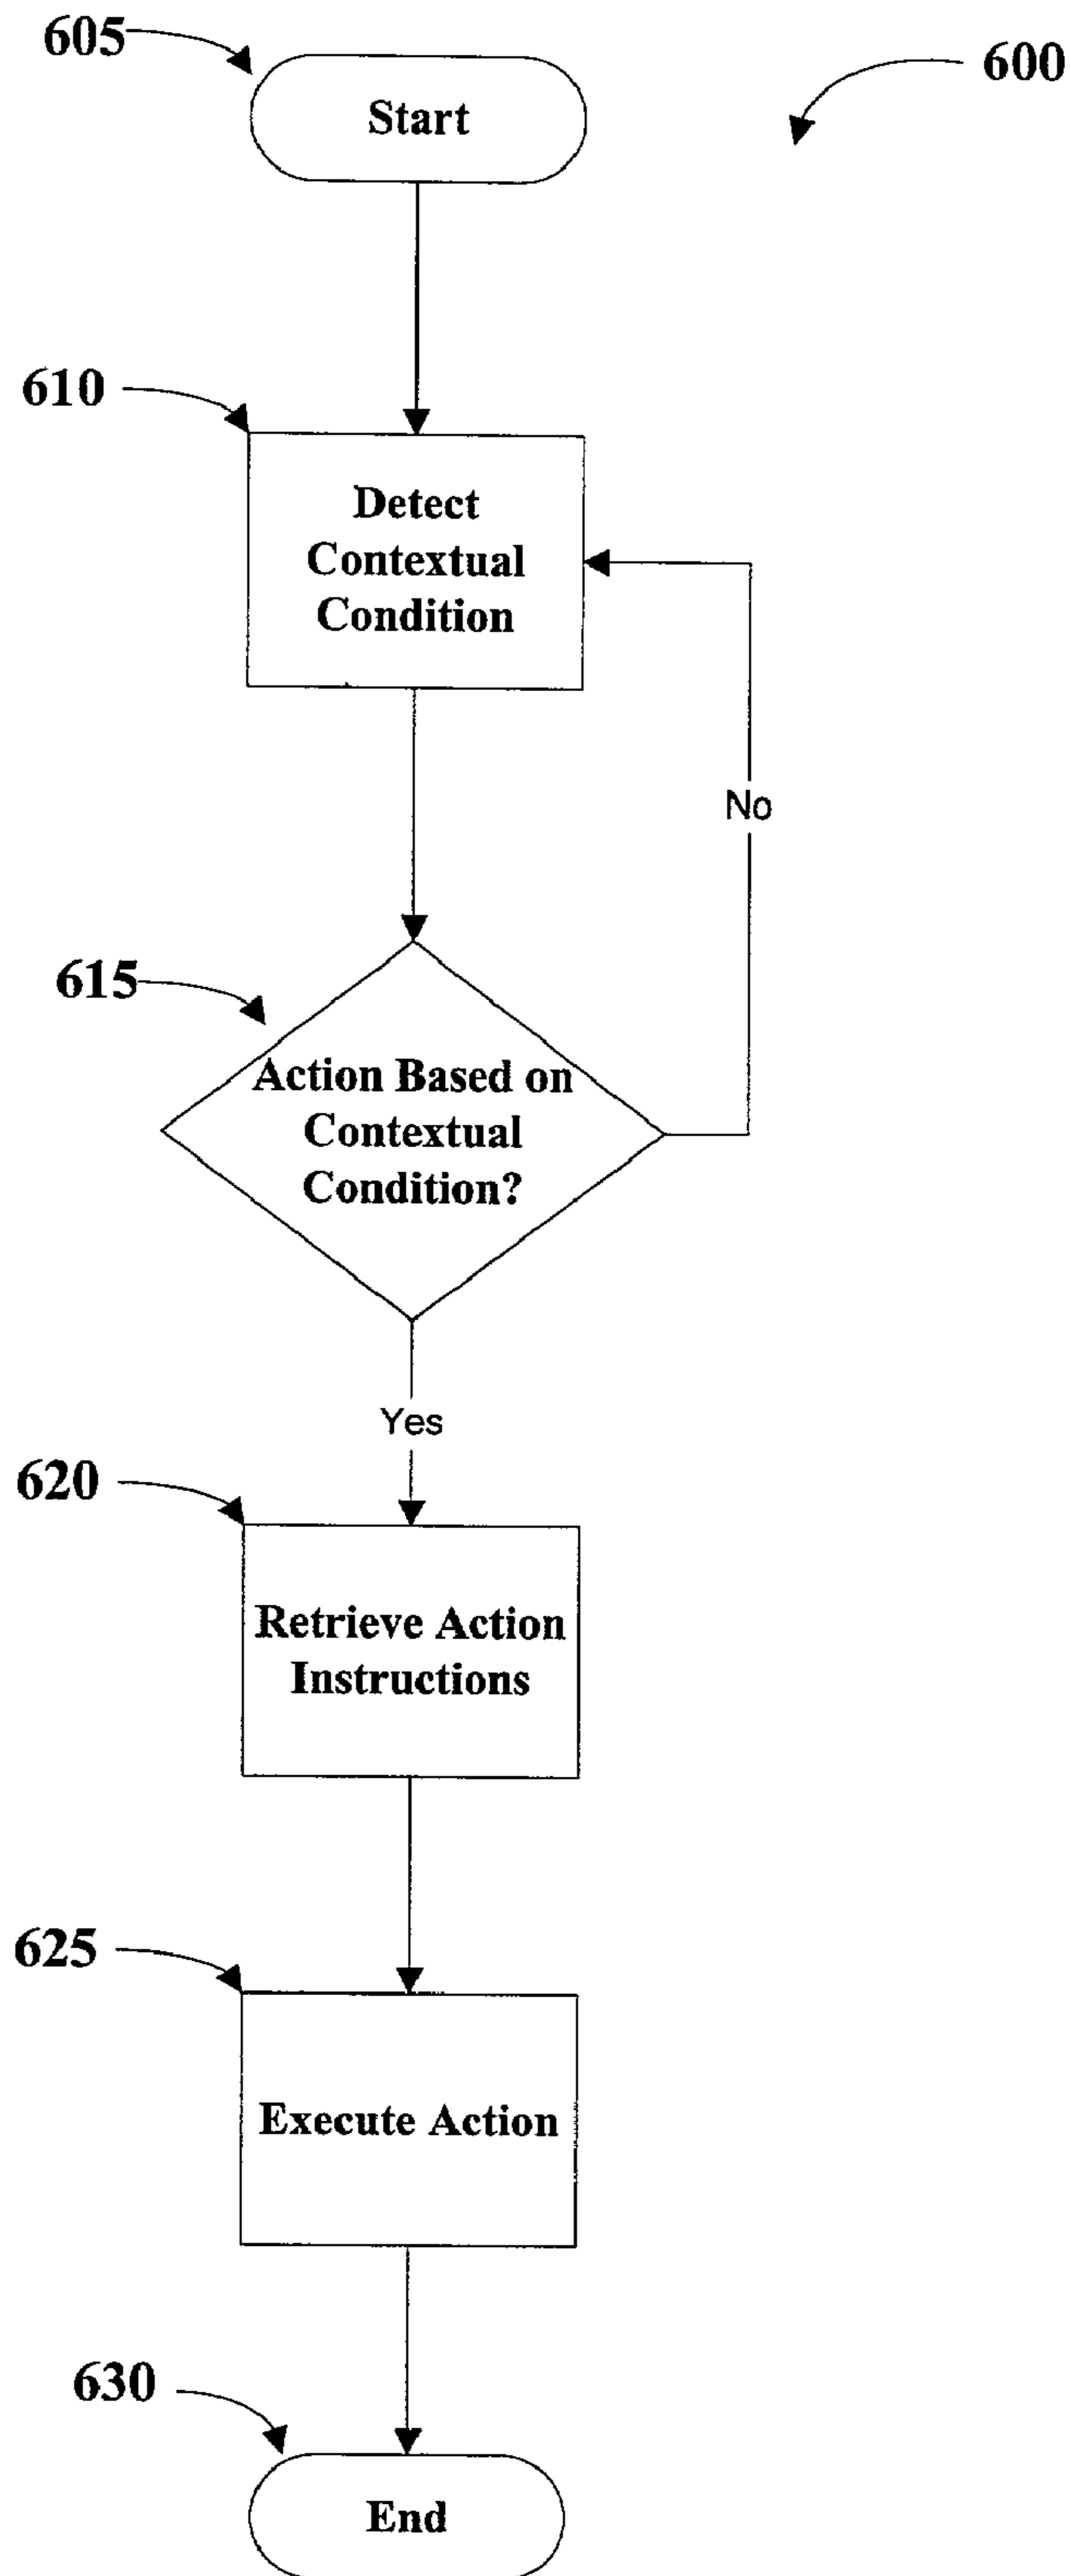 605
600
Start
610
Detect
Contextual
Condition
No
615
Action Based on
Contextual
Condition?
Yes
620
Retrieve Action
Instructions
625
Execute Action
630
End